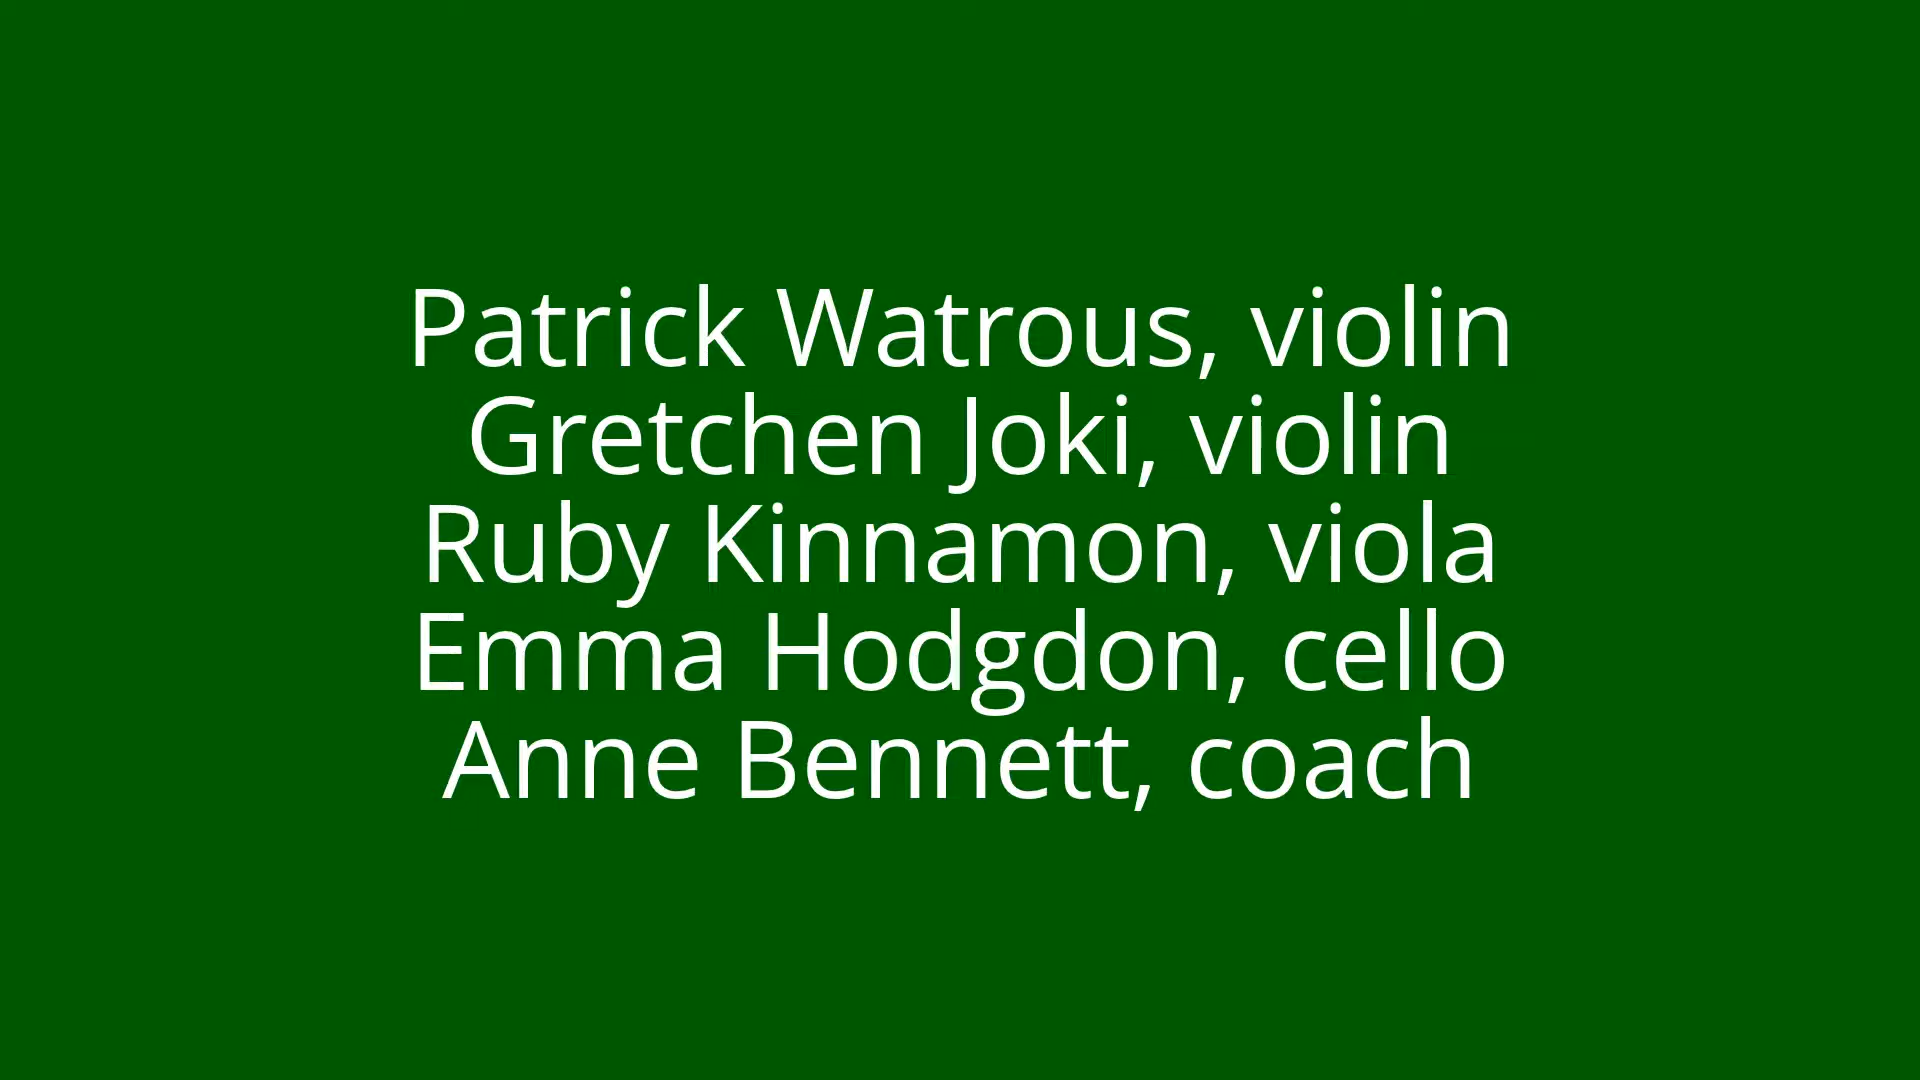 Patrick Watrous, violin
Gretchen Joki, violin
Ruby Kinnamon, viola
Emma Hodgdon, cello
Anne Bennett, coach